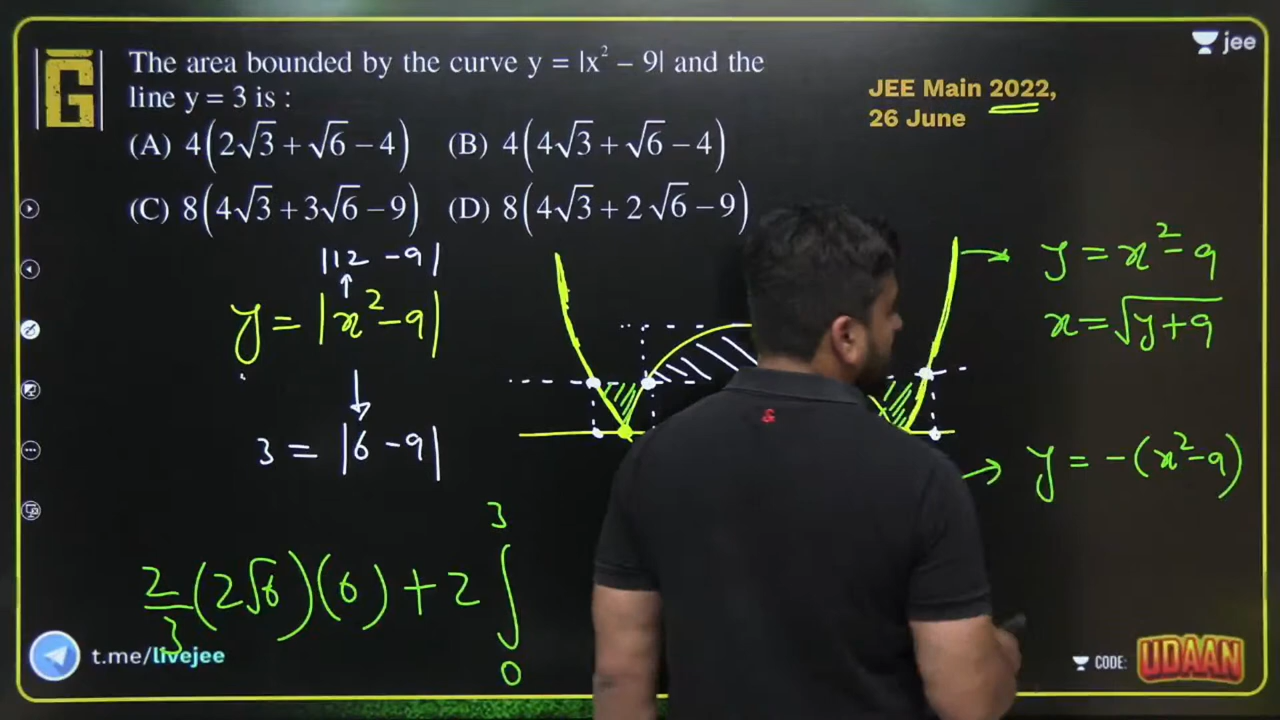 Ḡ
The area bounded by the curve y = |x² – 9| and the
line y = 3 is :
(A) 4(2√3 + √6 – 4) (B) 4(4√3 + √6 – 4)
(C) 8(4√3 + 3√6 – 9) (D) 8(4√3 + 2√6 – 9)
jee
JEE Main 2022,
26 June
|12 - 9|
y = |x² - 9|
3 = |6 - 9|
y = x² - 9
x = √(y + 9)
y = -(x² - 9)
2/3 (2√6)(6) + 2 ∫₀³
t.me/livejee
CODE: UDAAN